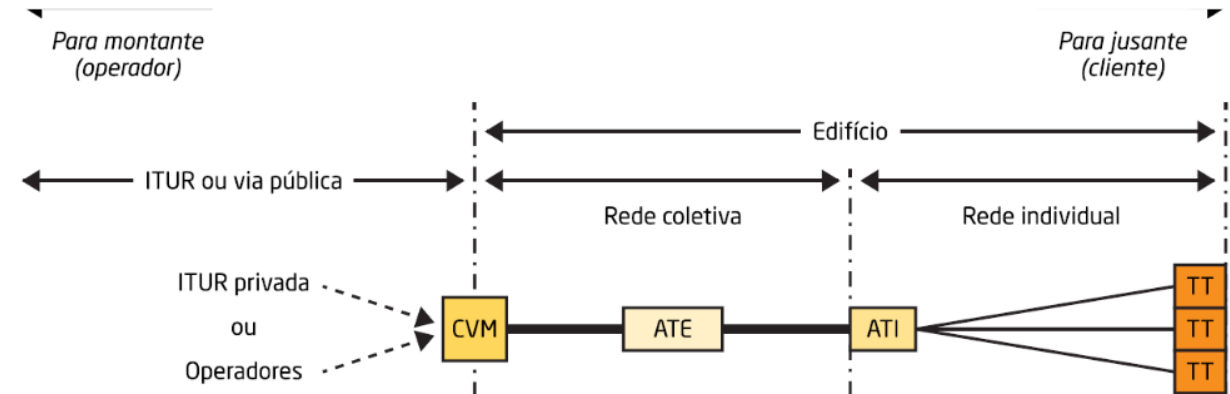 Para montante
(operador)
Para jusante
(cliente)
Edifício
ITUR ou via pública
Rede coletiva
Rede individual
ITUR privada
ou
Operadores
CVM
ATE
ATI
TT
TT
TT